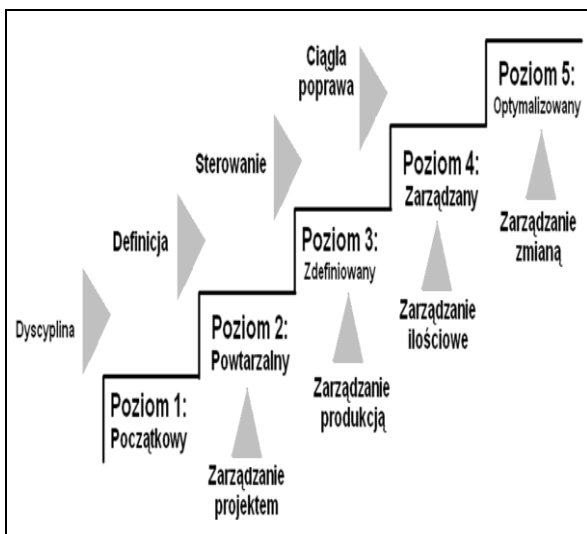 Ciągla
poprawa
Poziom 5:
Optymalizowany
Sterowanie
Poziom 4:
Zarządzany
Zarządzanie
zmianą
Definicja
Poziom 3:
Zdefiniowany
Zarządzanie
ilościowe
Dyscyplina
Poziom 2:
Powtarzalny
Zarządzanie
produkcją
Poziom 1:
Początkowy
Zarządzanie
projektem